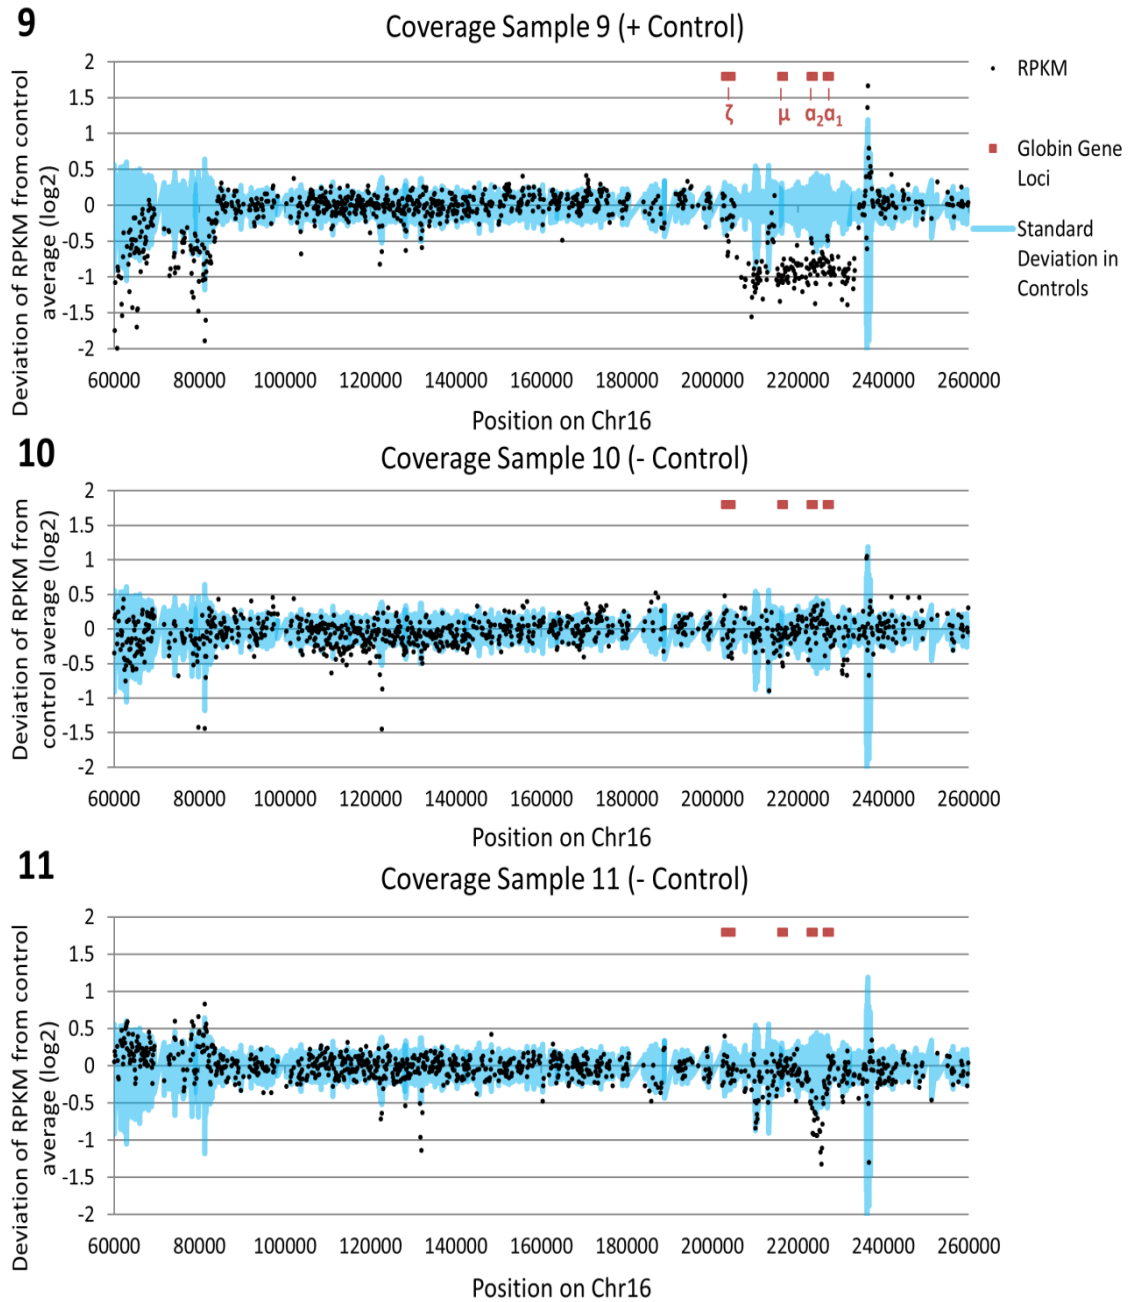 9
Coverage Sample 9 (+ Control)
Deviation of RPKM from control
average (log2)
2
1.5
1
0.5
0
-0.5
-1
-1.5
-2
ζ μ α2 α1
60000 80000 100000 120000 140000 160000 180000 200000 220000 240000 260000
Position on Chr16
RPKM
Globin Gene
Loci
Standard
Deviation in
Controls
10
Coverage Sample 10 (- Control)
Deviation of RPKM from
control average (log2)
2
1.5
1
0.5
0
-0.5
-1
-1.5
-2
60000 80000 100000 120000 140000 160000 180000 200000 220000 240000 260000
Position on Chr16
11
Coverage Sample 11 (- Control)
Deviation of RPKM from control
average (log2)
2
1.5
1
0.5
0
-0.5
-1
-1.5
-2
60000 80000 100000 120000 140000 160000 180000 200000 220000 240000 260000
Position on Chr16